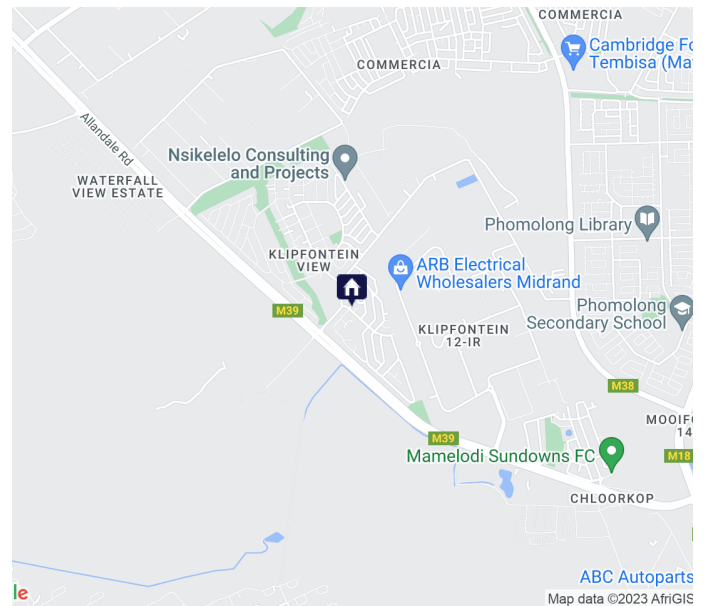 COMMERCIA
Cambridge Fo
Tembisa (Ma
COMMERCIA
Allandale Rd
Nsikelelo Consulting
and Projects
WATERFALL
VIEW ESTATE
Phomolong Library
KLIPFONTEIN
VIEW
ARB Electrical
Wholesalers Midrand
Phomolong
Secondary School
M39
KLIPFONTEIN
12-IR
M38
MOOIF
14
M39
Mamelodi Sundowns FC
M18
CHLOORKOP
ABC Autoparts
le
Map data ©2023 AfriGIS